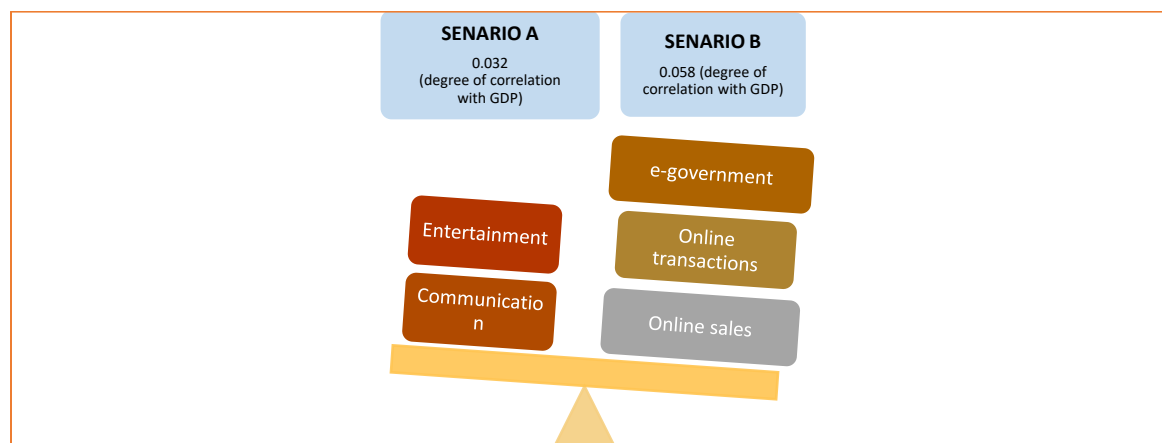 SENARIO A
0.032
(degree of correlation
with GDP)
SENARIO B
0.058 (degree of
correlation with GDP)
e-government
Entertainment
Online
transactions
Communicatio
n
Online sales